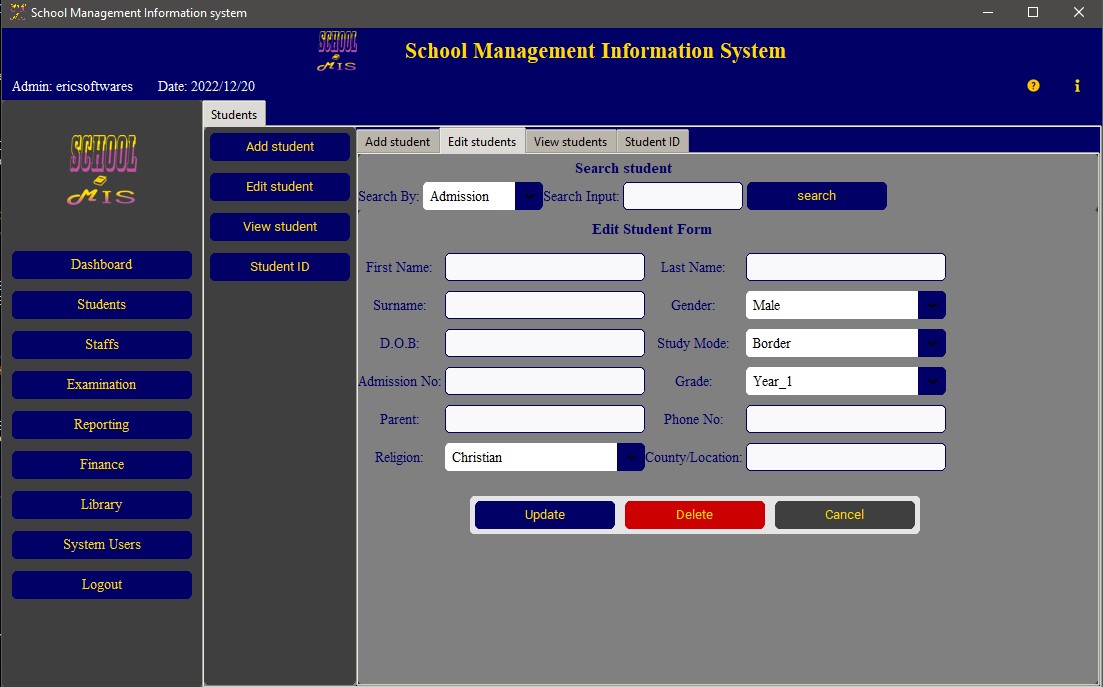 School Management Information system
SCHOOL
MIS
School Management Information System
Admin: ericsoftwares Date: 2022/12/20
? i
Students
SCHOOL
MIS
Dashboard
Students
Staffs
Examination
Reporting
Finance
Library
System Users
Logout
Add student
Edit student
View student
Student ID
Add student Edit students View students Student ID
Search student
Search By: Admission Search Input: search
Edit Student Form
First Name: Last Name:
Surname: Gender: Male
D.O.B: Study Mode: Border
Admission No: Grade: Year_1
Parent: Phone No:
Religion: Christian County/Location:
Update Delete Cancel